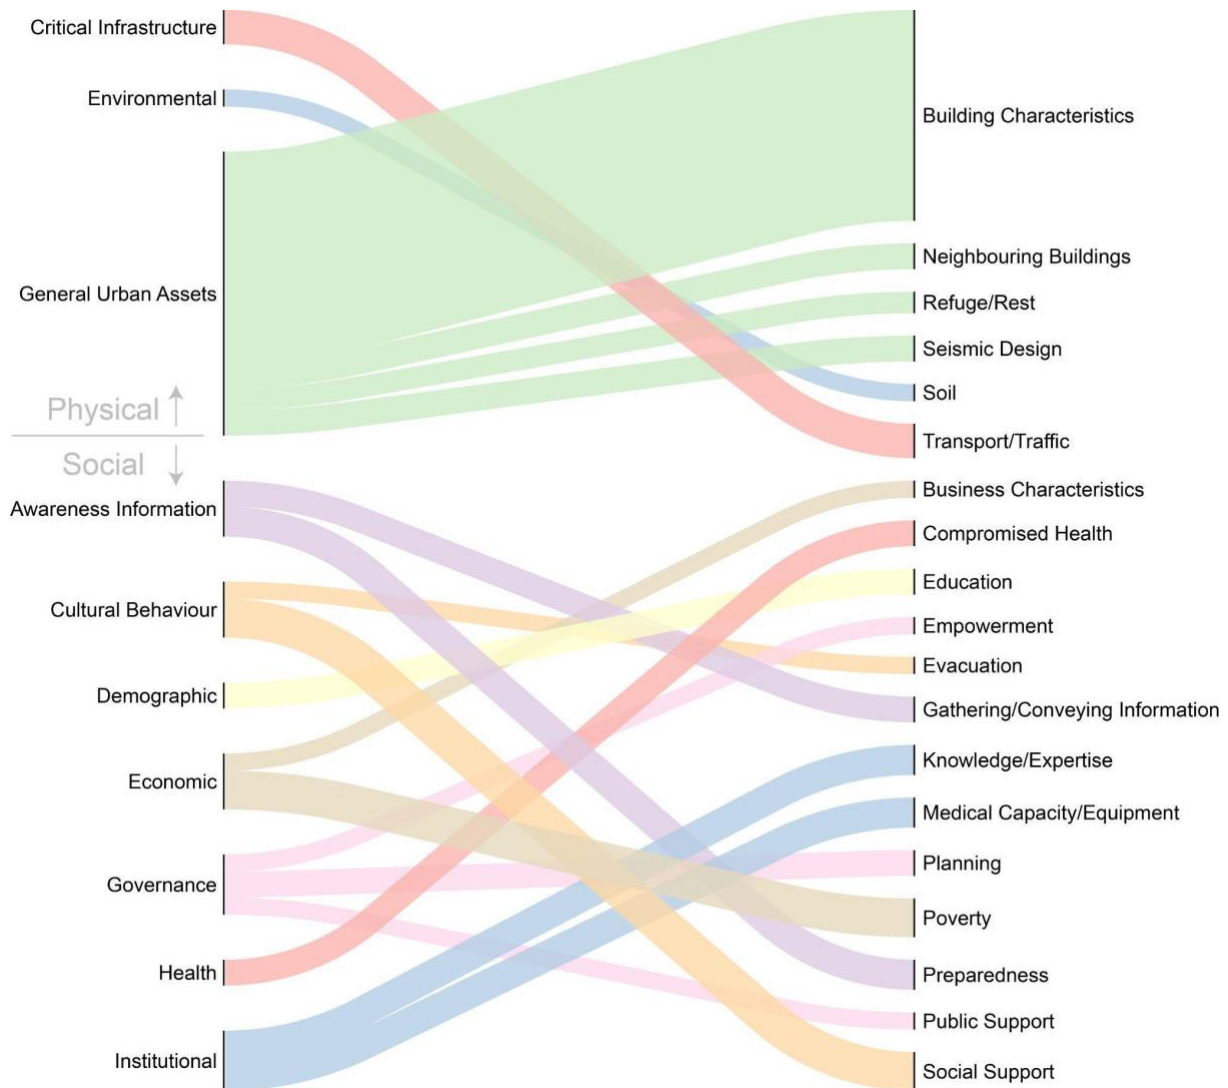 Critical Infrastructure
Environmental
General Urban Assets
Physical
Social
Awareness Information
Cultural Behaviour
Demographic
Economic
Governance
Health
Institutional
Building Characteristics
Neighbouring Buildings
Refuge/Rest
Seismic Design
Soil
Transport/Traffic
Business Characteristics
Compromised Health
Education
Empowerment
Evacuation
Gathering/Conveying Information
Knowledge/Expertise
Medical Capacity/Equipment
Planning
Poverty
Preparedness
Public Support
Social Support